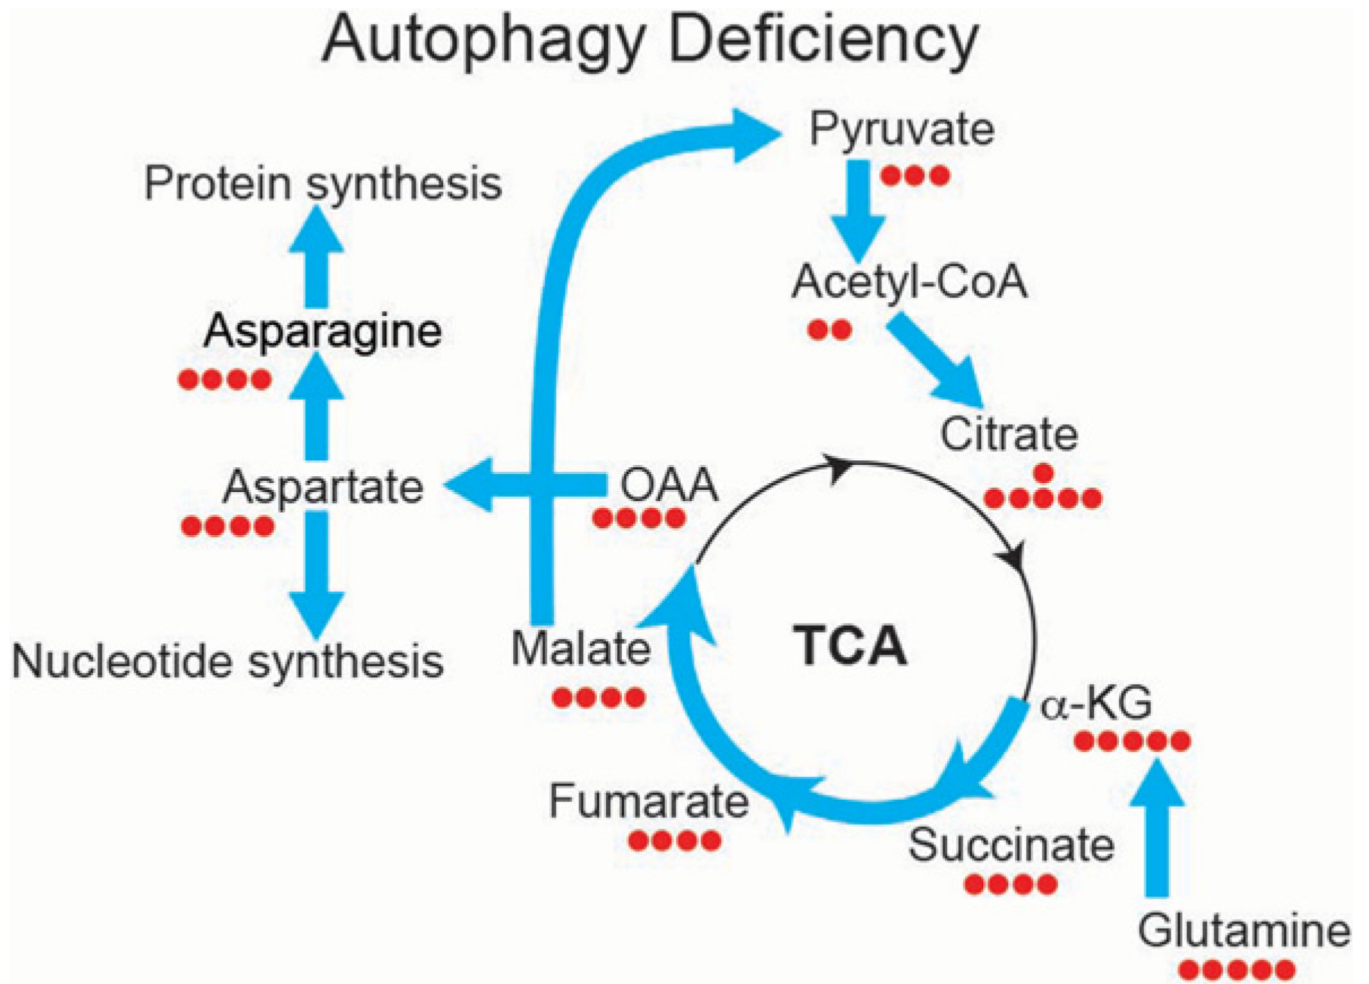 Autophagy Deficiency
Pyruvate
Protein synthesis
Acetyl-CoA
Asparagine
Citrate
Aspartate
OAA
TCA
Malate
Nucleotide synthesis
α-KG
Fumarate
Succinate
Glutamine